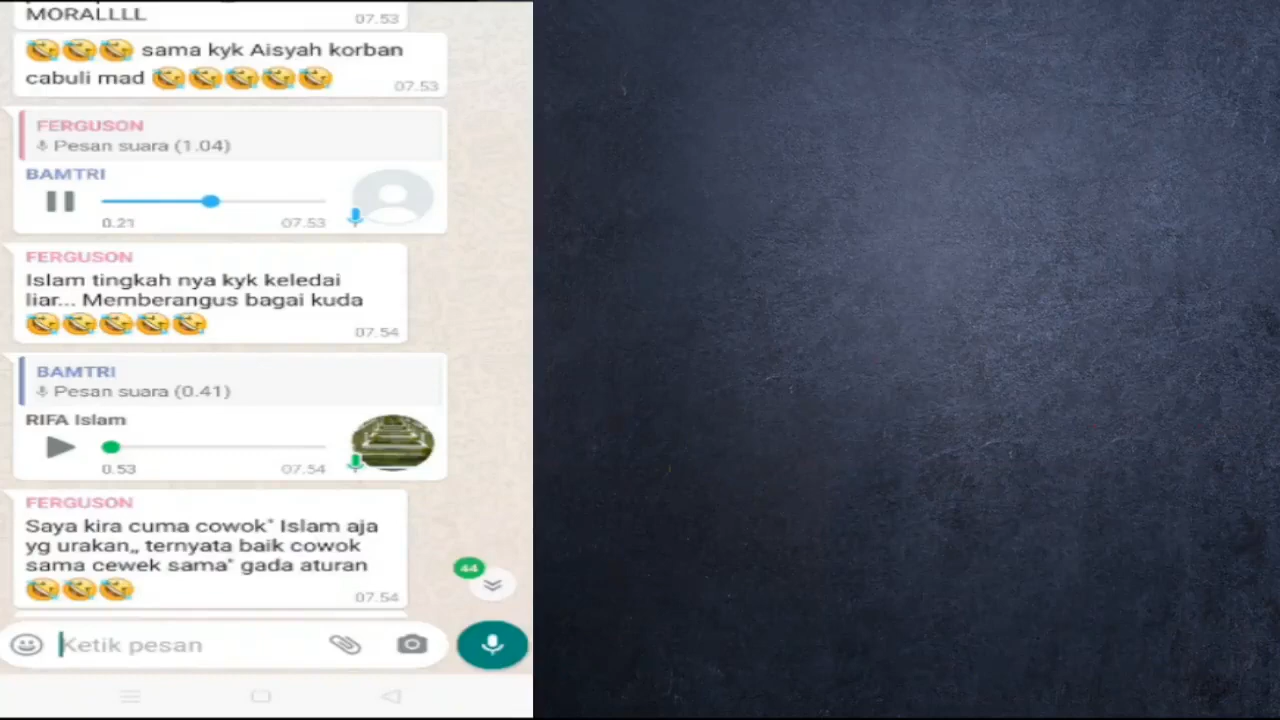 MORALLLL
07.53
🤣🤣🤣 sama kyk Aisyah korban
cabuli mad 🤣🤣🤣🤣🤣
07.53
FERGUSON
Pesan suara (1.04)
BAMTRI
0.21
07.53
FERGUSON
Islam tingkah nya kyk keledai
liar... Memberangus bagai kuda
🤣🤣🤣🤣🤣
07.54
BAMTRI
Pesan suara (0.41)
RIFA Islam
0.53
07.54
FERGUSON
Saya kira cuma cowok" Islam aja
yg urakan,, ternyata baik cowok
sama cewek sama" gada aturan
🤣🤣🤣
07.54
44
Ketik pesan